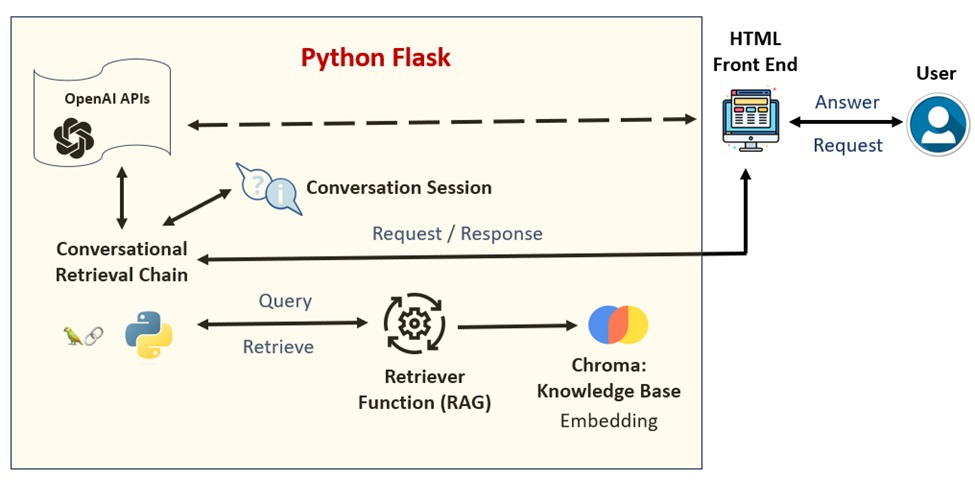 Python Flask
OpenAI APIs
HTML
Front End
User
Answer
Request
? i
Conversation Session
Request / Response
Conversational
Retrieval Chain
Query
Retrieve
Retriever
Function (RAG)
Chroma:
Knowledge Base
Embedding